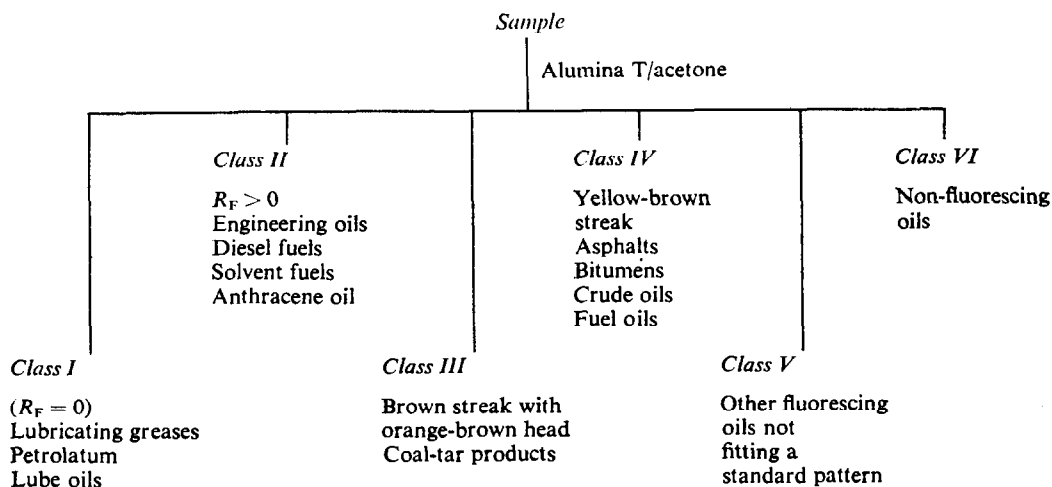 Sample
Alumina T/acetone
Class II
R_F > 0
Engineering oils
Diesel fuels
Solvent fuels
Anthracene oil
Class IV
Yellow-brown
streak
Asphalts
Bitumens
Crude oils
Fuel oils
Class VI
Non-fluorescing
oils
Class I
(R_F = 0)
Lubricating greases
Petrolatum
Lube oils
Class III
Brown streak with
orange-brown head
Coal-tar products
Class V
Other fluorescing
oils not
fitting a
standard pattern